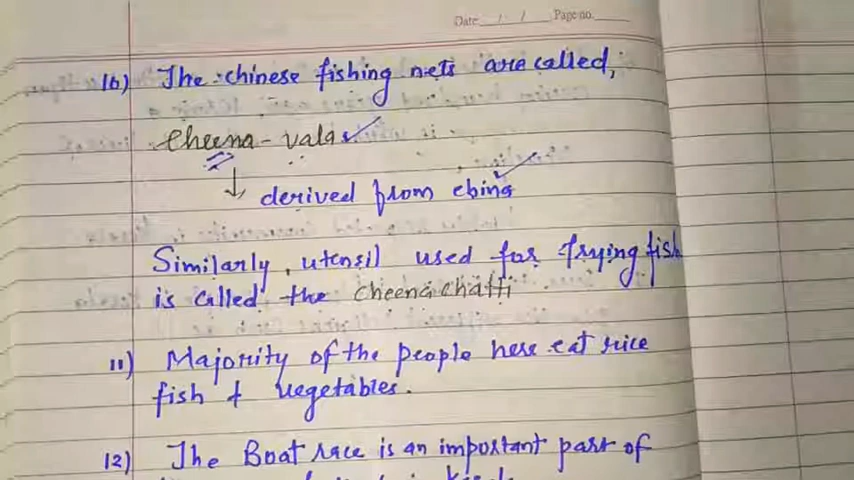 Date / / Page no.
10) The chinese fishing nets are called,
cheena-vala
derived from china
Similarly, utensil used for frying fish
is called the cheenachatti
11) Majority of the people here eat rice
fish & vegetables.
12) The Boat race is an important part of